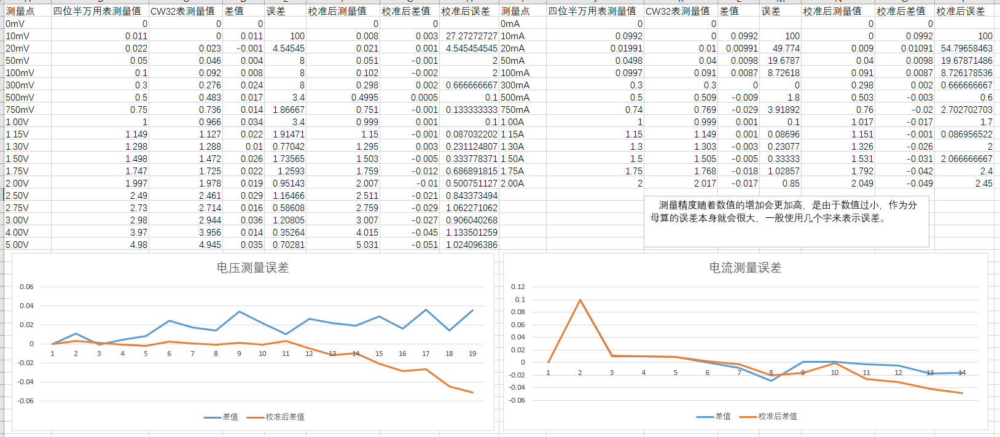 测量点 四位半万用表测量值 CW32表测量值 差值 误差 校准后测量值 校准后差值 校准后误差 测量点 四位半万用表测量值 CW32表测量值 差值 误差 校准后测量值 校准后差值 校准后误差
0mV 0 0 0 0 0 0mA 0 0 0 0
10mV 0.011 0 0.011 100 0.008 0.003 27.27272727 10mA 0.0992 0 0.0992 100 0 0.0992 100
20mV 0.022 0.023 -0.001 4.54545 0.021 0.001 4.545454545 20mA 0.01991 0.01 0.00991 49.774 0.009 0.01091 54.79658463
50mV 0.05 0.046 0.004 8 0.051 -0.001 2 50mA 0.0498 0.04 0.0098 19.6787 0.04 0.0098 19.67871486
100mV 0.1 0.092 0.008 8 0.102 -0.002 2 100mA 0.0997 0.091 0.0087 8.72618 0.091 0.0087 8.726178536
300mV 0.3 0.276 0.024 8 0.298 0.002 0.666666667 300mA 0.3 0.3 0 0 0.298 0.002 0.666666667
500mV 0.5 0.483 0.017 3.4 0.4995 0.0005 0.1 500mA 0.5 0.509 -0.009 1.8 0.503 -0.003 0.6
750mV 0.75 0.736 0.014 1.86667 0.751 -0.001 0.133333333 750mA 0.74 0.769 -0.029 3.91892 0.76 -0.02 2.702702703
1.00V 1 0.966 0.034 3.4 0.999 0.001 0.1 1.00A 1 0.999 0.001 0.1 1.017 -0.017 1.7
1.15V 1.149 1.127 0.022 1.91471 1.15 -0.001 0.087032202 1.15A 1.15 1.149 0.001 0.08696 1.151 -0.001 0.086956522
1.30V 1.298 1.288 0.01 0.77042 1.295 0.003 0.231124807 1.30A 1.3 1.303 -0.003 0.23077 1.326 -0.026 2
1.50V 1.498 1.472 0.026 1.73565 1.503 -0.005 0.333778371 1.50A 1.5 1.505 -0.005 0.33333 1.531 -0.031 2.066666667
1.75V 1.747 1.725 0.022 1.2593 1.759 -0.012 0.686891815 1.75A 1.75 1.768 -0.018 1.02857 1.792 -0.042 2.4
2.00V 1.997 1.978 0.019 0.95143 2.007 -0.01 0.500751127 2.00A 2 2.017 -0.017 0.85 2.049 -0.049 2.45
2.50V 2.49 2.461 0.029 1.16466 2.511 -0.021 0.843373494
2.75V 2.73 2.714 0.016 0.58608 2.759 -0.029 1.062271062
3.00V 2.98 2.944 0.036 1.20805 3.007 -0.027 0.906040268
4.00V 3.97 3.956 0.014 0.35264 4.015 -0.045 1.133501259
5.00V 4.98 4.945 0.035 0.70281 5.031 -0.051 1.024096386
测量精度随着数值的增加会更加高，是由于数值过小，作为分
母算的误差本身就会很大，一般使用几个字来表示误差。
电压测量误差
0.06
0.04
0.02
0
-0.02
-0.04
-0.06
1 2 3 4 5 6 7 8 9 10 11 12 13 14 15 16 17 18 19
差值 校准后差值
电流测量误差
0.12
0.1
0.08
0.06
0.04
0.02
0
-0.02
-0.04
-0.06
1 2 3 4 5 6 7 8 9 10 11 12 13 14
差值 校准后差值